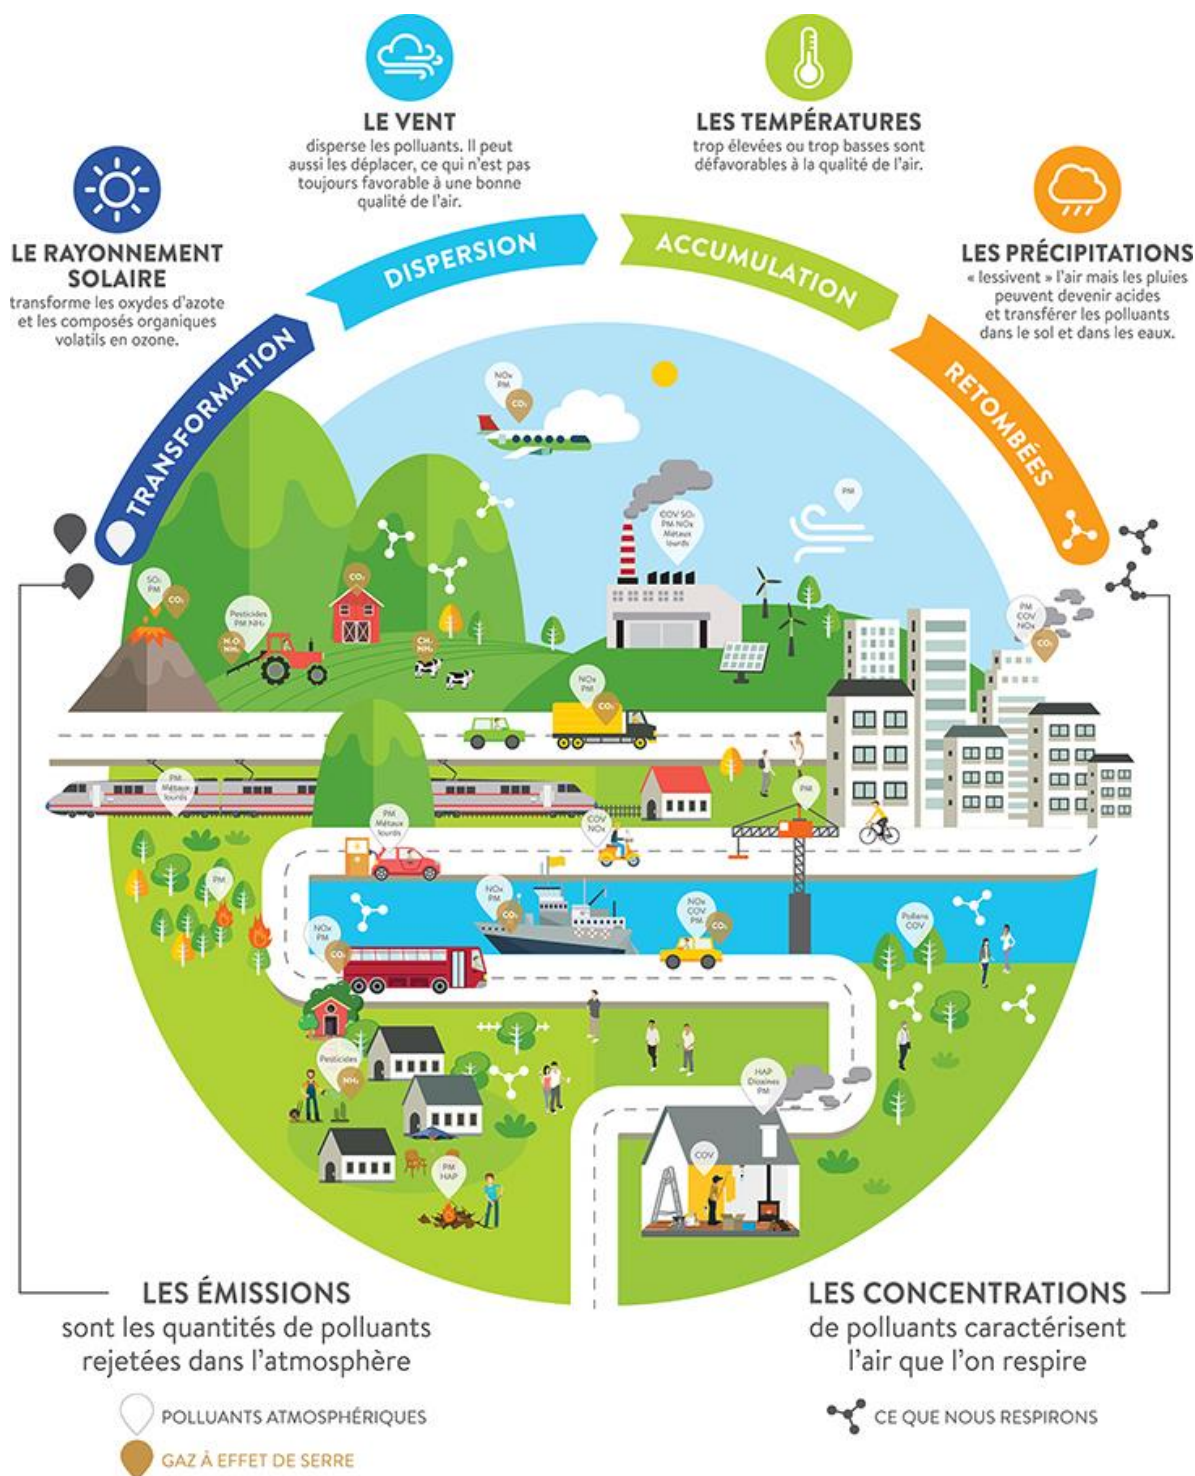 LE VENT
disperse les polluants. Il peut
aussi les déplacer, ce qui n'est pas
toujours favorable à une bonne
qualité de l'air.
LES TEMPÉRATURES
trop élevées ou trop basses sont
défavorables à la qualité de l'air.
LE RAYONNEMENT
SOLAIRE
transforme les oxydes d'azote
et les composés organiques
volatils en ozone.
LES PRÉCIPITATIONS
« lessivent » l'air mais les pluies
peuvent devenir acides
et transférer les polluants
dans le sol et dans les eaux.
TRANSFORMATION
DISPERSION
ACCUMULATION
RETOMBÉES
NOx
PM
CO₂
COV SO₂
PM NOx
Métaux
lourds
PM
SO₂
PM
CO₂
Pesticides
PM NH₃
N₂O
NH₃
CO₂
CH₄
NH₃
PM
COV
NOx
CO₂
NOx
PM
CO₂
PM
Métaux
lourds
PM
Métaux
lourds
COV
NOx
PM
PM
NOx
PM
CO₂
NOx
PM
CO₂
NOx
COV
PM
CO₂
Pollens
COV
Pesticides
NH₃
HAP
Dioxines
PM
COV
PM
HAP
LES ÉMISSIONS
sont les quantités de polluants
rejetées dans l'atmosphère
POLLUANTS ATMOSPHÉRIQUES
GAZ À EFFET DE SERRE
LES CONCENTRATIONS
de polluants caractérisent
l'air que l'on respire
CE QUE NOUS RESPIRONS